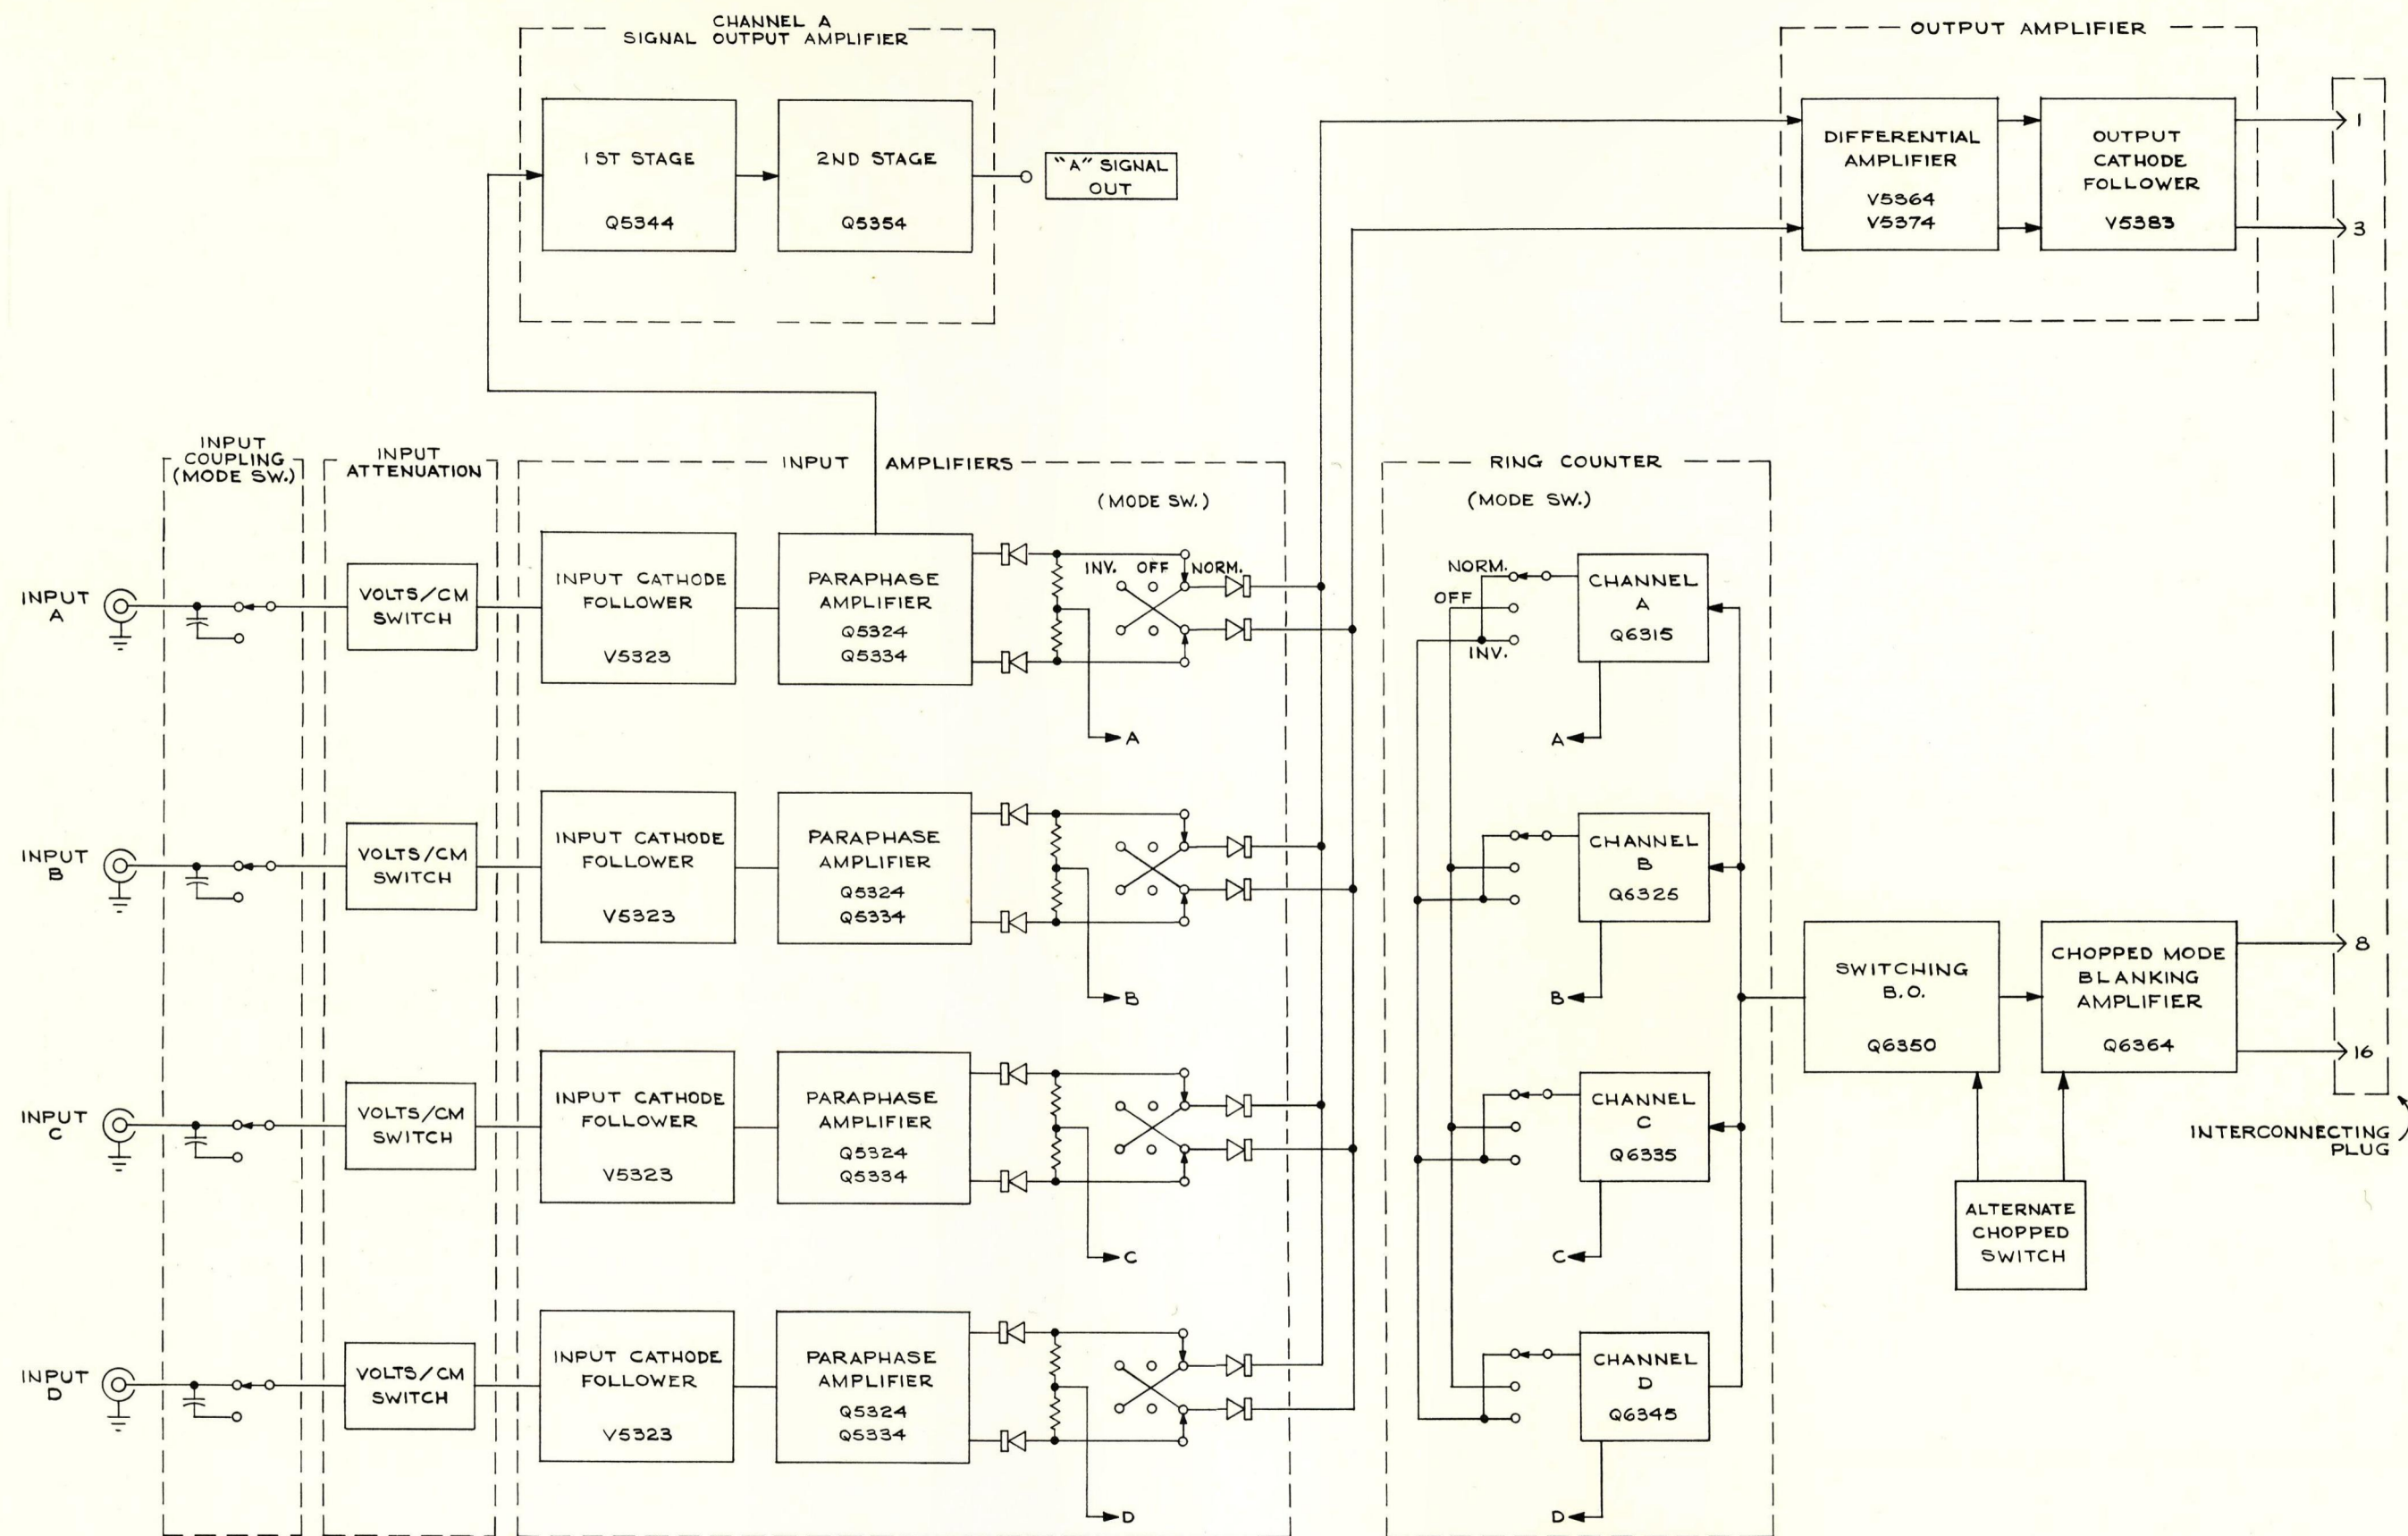 CHANNEL A
SIGNAL OUTPUT AMPLIFIER
1ST STAGE
Q5344
2ND STAGE
Q5354
"A" SIGNAL
OUT
OUTPUT AMPLIFIER
DIFFERENTIAL
AMPLIFIER
V5364
V5374
OUTPUT
CATHODE
FOLLOWER
V5383
1
3
INPUT
COUPLING
(MODE SW.)
INPUT
ATTENUATION
INPUT AMPLIFIERS
(MODE SW.)
RING COUNTER
(MODE SW.)
INPUT
A
VOLTS/CM
SWITCH
INPUT CATHODE
FOLLOWER
V5323
PARAPHASE
AMPLIFIER
Q5324
Q5334
INV. OFF NORM.
A
NORM.
OFF
INV.
CHANNEL
A
Q6315
A
INPUT
B
VOLTS/CM
SWITCH
INPUT CATHODE
FOLLOWER
V5323
PARAPHASE
AMPLIFIER
Q5324
Q5334
B
CHANNEL
B
Q6325
B
INPUT
C
VOLTS/CM
SWITCH
INPUT CATHODE
FOLLOWER
V5323
PARAPHASE
AMPLIFIER
Q5324
Q5334
C
CHANNEL
C
Q6335
C
INPUT
D
VOLTS/CM
SWITCH
INPUT CATHODE
FOLLOWER
V5323
PARAPHASE
AMPLIFIER
Q5324
Q5334
D
CHANNEL
D
Q6345
D
SWITCHING
B.O.
Q6350
CHOPPED MODE
BLANKING
AMPLIFIER
Q6364
8
16
INTERCONNECTING
PLUG
ALTERNATE
CHOPPED
SWITCH